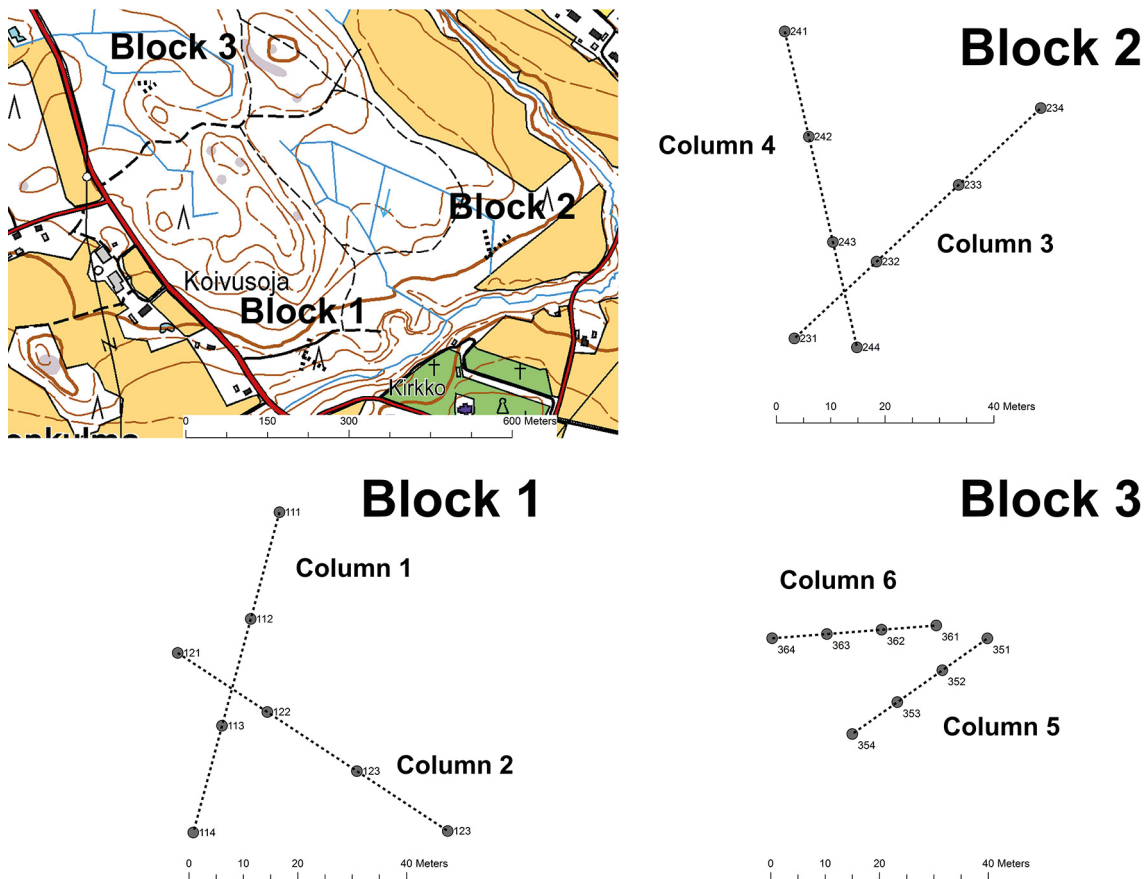 Block 3
Block 2
Koivusoja
Block 1
N
Kirkko
0 150 300 600 Meters
Block 2
241
234
242
Column 4
233
243
Column 3
232
231
244
0 20 40 Meters
Block 1
111
Column 1
112
121
122
113
Column 2
123
123
114
0 20 40 Meters
Block 3
Column 6
361
362
351
363
364
352
353
Column 5
354
0 20 40 Meters